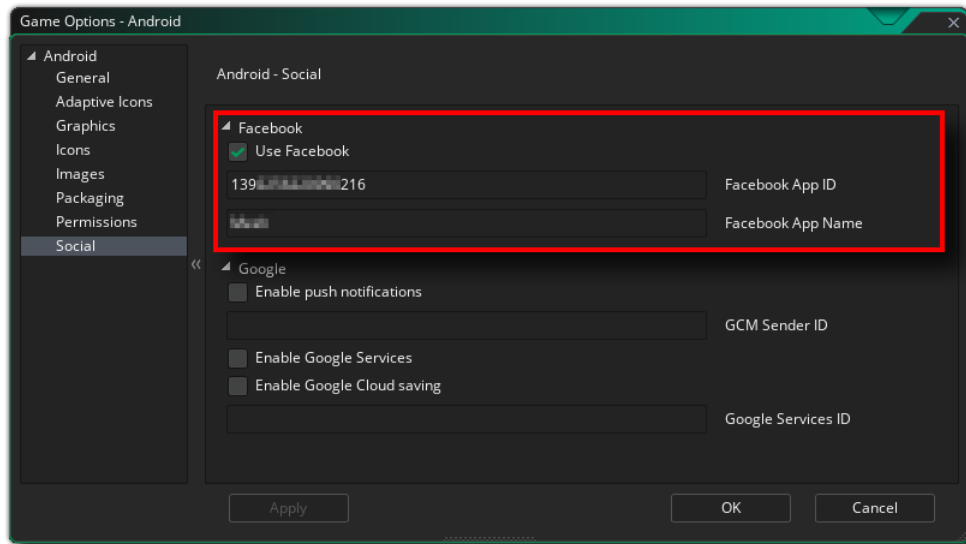 Game Options - Android
Android
General
Adaptive Icons
Graphics
Icons
Images
Packaging
Permissions
Social
Android - Social
Facebook
Use Facebook
139 216 Facebook App ID
Facebook App Name
Google
Enable push notifications
GCM Sender ID
Enable Google Services
Enable Google Cloud saving
Google Services ID
Apply
OK Cancel